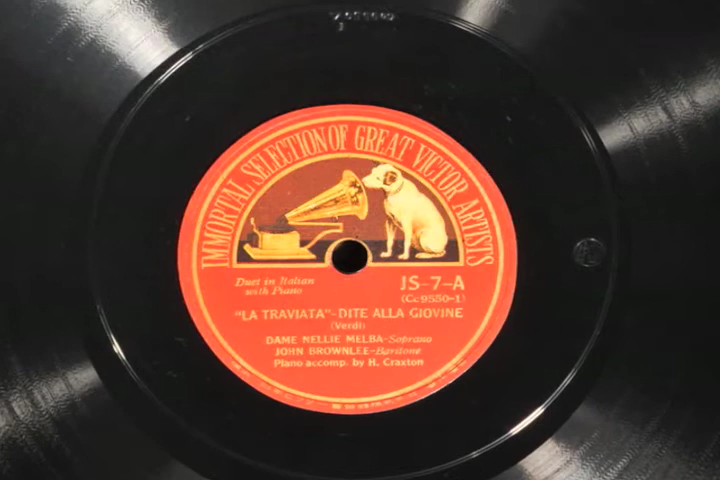 IMMORTAL SELECTION OF GREAT VICTOR ARTISTS
Duet in Italian
with Piano
JS-7-A
(Cc9550-1)
"LA TRAVIATA"-DITE ALLA GIOVINE
(Verdi)
DAME NELLIE MELBA-Soprano
JOHN BROWNLEE-Baritone
Piano accomp. by H. Craxton